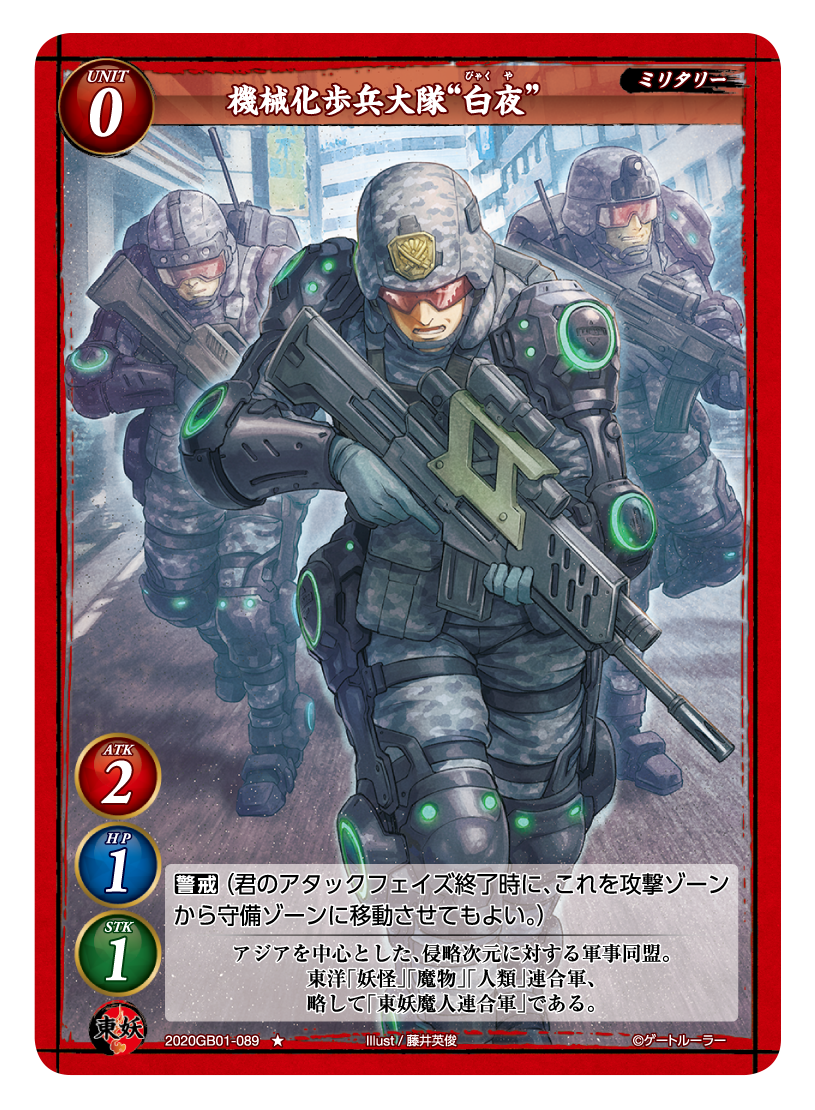 UNIT
0
びゃく や
機械化歩兵大隊“白夜”
ミリタリー
ATK
2
HP
1
STK
1
警戒(君のアタックフェイズ終了時に、これを攻撃ゾーン
から守備ゾーンに移動させてもよい。)
アジアを中心とした、侵略次元に対する軍事同盟。
東洋「妖怪」「魔物」「人類」連合軍、
略して「東妖魔人連合軍」である。
東妖
2020GB01-089 ★ Illust/藤井英俊 ©ゲートルーラー